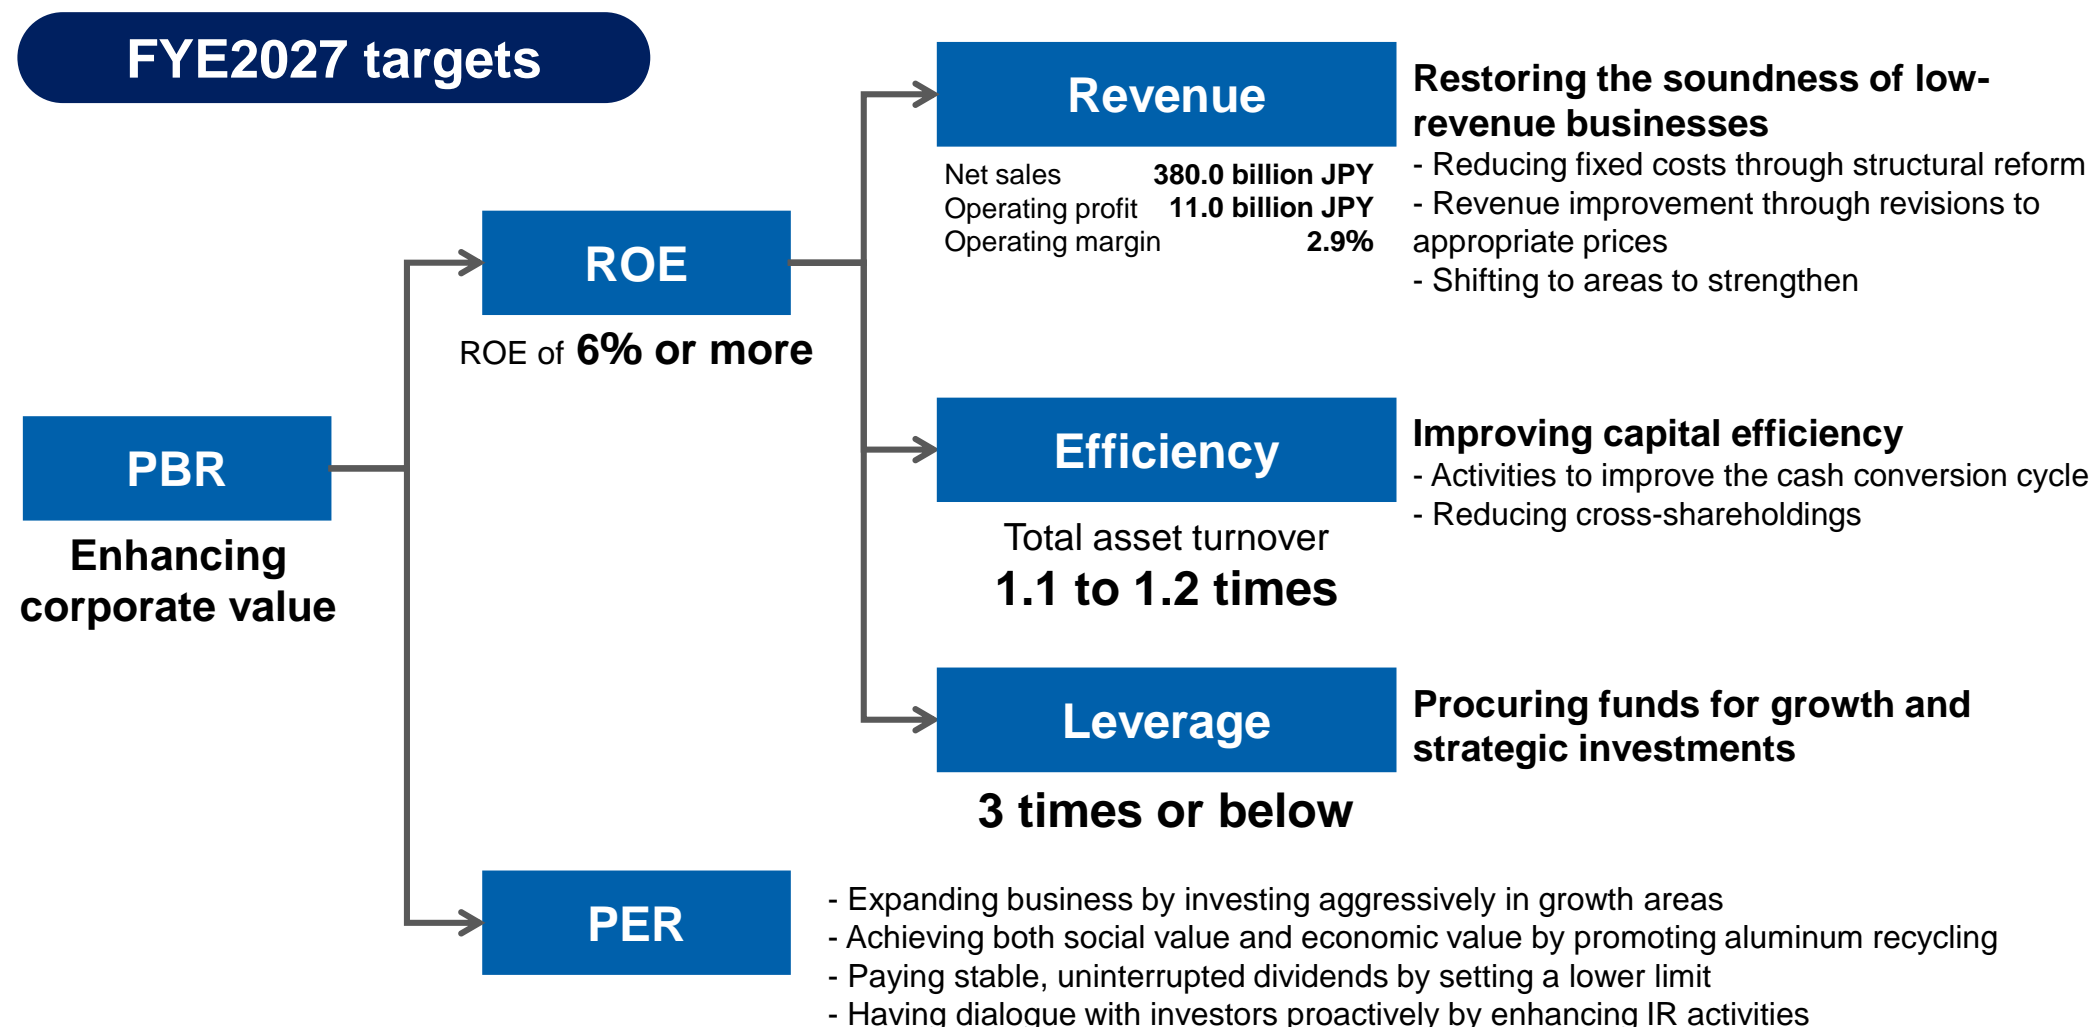 FYE2027 targets
PBR
Enhancing
corporate value
ROE
ROE of 6% or more
Revenue
Net sales 380.0 billion JPY
Operating profit 11.0 billion JPY
Operating margin 2.9%
Restoring the soundness of low-
revenue businesses
- Reducing fixed costs through structural reform
- Revenue improvement through revisions to
appropriate prices
- Shifting to areas to strengthen
Efficiency
Total asset turnover
1.1 to 1.2 times
Improving capital efficiency
- Activities to improve the cash conversion cycle
- Reducing cross-shareholdings
Leverage
3 times or below
Procuring funds for growth and
strategic investments
PER
- Expanding business by investing aggressively in growth areas
- Achieving both social value and economic value by promoting aluminum recycling
- Paying stable, uninterrupted dividends by setting a lower limit
- Having dialogue with investors proactively by enhancing IR activities